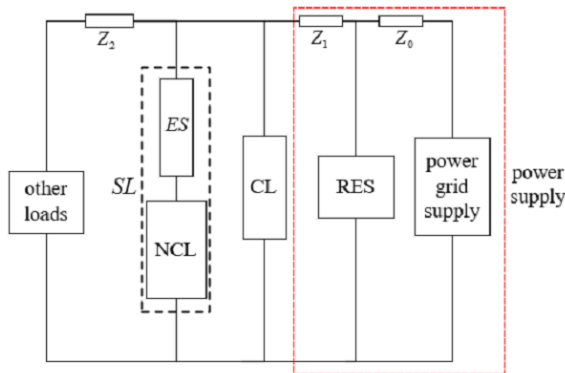 Z₂
Z₁
Z₀
ES
SL
NCL
CL
RES
other
loads
power
grid
supply
power
supply